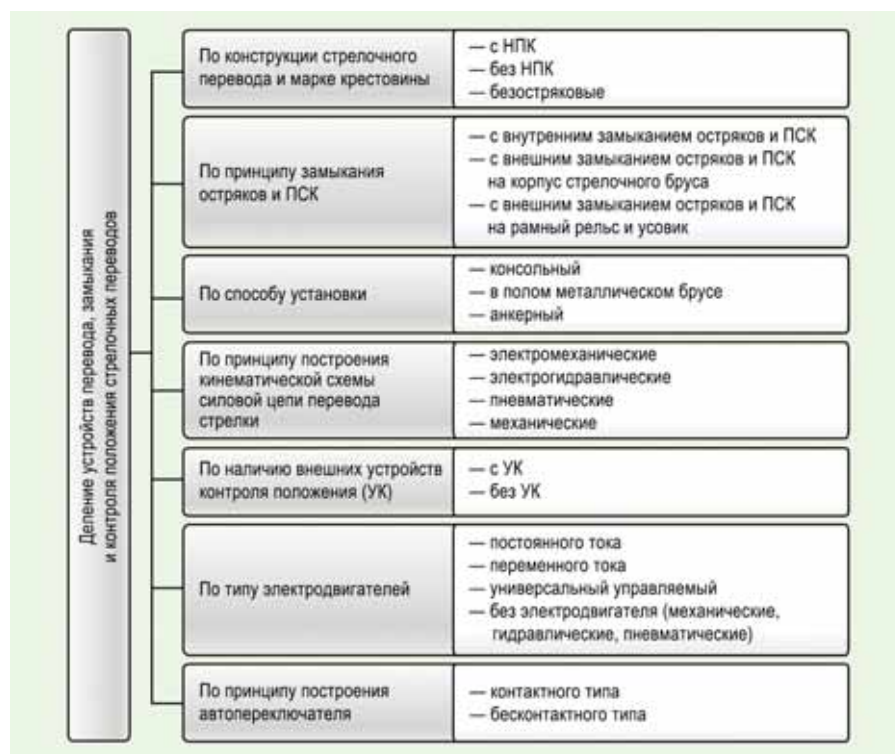 Деление устройств перевода, замыкания
и контроля положения стрелочных переводов
По конструкции стрелочного
перевода и марке крестовины
— с НПК
— без НПК
— безостряковые
По принципу замыкания
остряков и ПСК
— с внутренним замыканием остряков и ПСК
— с внешним замыканием остряков и ПСК
на корпус стрелочного бруса
— с внешним замыканием остряков и ПСК
на рамный рельс и усовик
По способу установки
— консольный
— в полом металлическом брусе
— анкерный
По принципу построения
кинематической схемы
силовой цепи перевода
стрелки
— электромеханические
— электрогидравлические
— пневматические
— механические
По наличию внешних устройств
контроля положения (УК)
— с УК
— без УК
По типу электродвигателей
— постоянного тока
— переменного тока
— универсальный управляемый
— без электродвигателя (механические,
гидравлические, пневматические)
По принципу построения
автопереключателя
— контактного типа
— бесконтактного типа